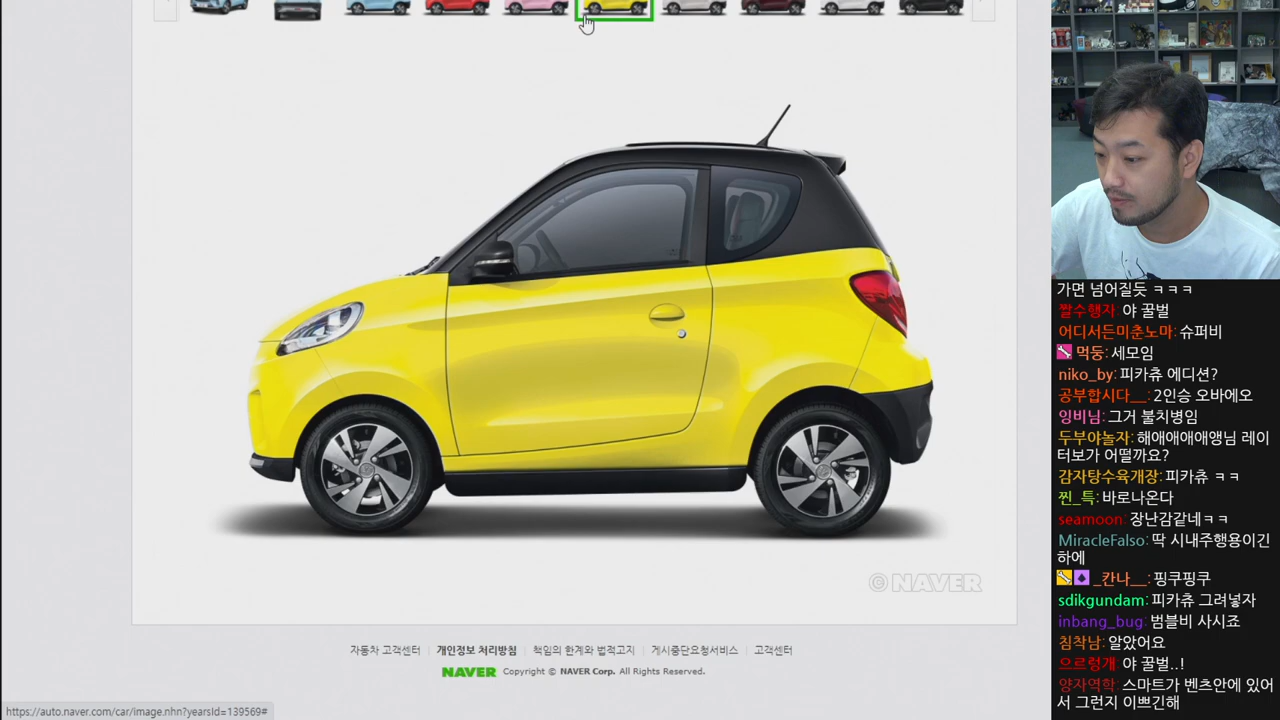 © NAVER
자동차 고객센터 | 개인정보 처리방침 | 책임의 한계와 법적고지 | 게시중단요청서비스 | 고객센터
NAVER Copyright © NAVER Corp. All Rights Reserved.
https://auto.naver.com/car/image.nhn?yearsId=139569#
가면 넘어질듯 ㅋㅋㅋ
짤수행자: 야 꿀벌
어디서든미춘노마: 슈퍼비
먹둥: 세모임
niko_by: 피카츄 에디션?
공부합시다__: 2인승 오바에오
잉비님: 그거 불치병임
두부야놀자: 해애애애애앵님 레이
터보가 어떨까요?
감자탕수육개장: 피카츄 ㅋㅋ
찐_특: 바로나온다
seamoon: 장난감같네ㅋㅋ
MiracleFalso: 딱 시내주행용이긴
하에
_칸나__: 핑쿠핑쿠
sdikgundam: 피카츄 그려넣자
inbang_bug: 범블비 사시죠
침착남: 알았어요
으르렁개: 야 꿀벌..!
양자역학: 스마트가 벤츠안에 있어
서 그런지 이쁘긴해